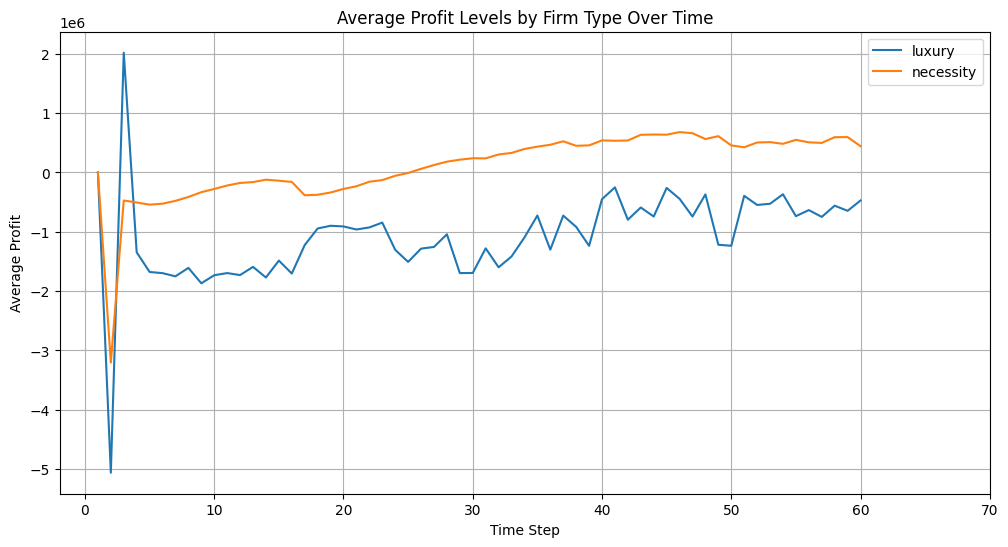 Average Profit Levels by Firm Type Over Time
1e6
luxury
necessity
2
1
0
−1
−2
−3
−4
−5
Average Profit
0 10 20 30 40 50 60 70
Time Step